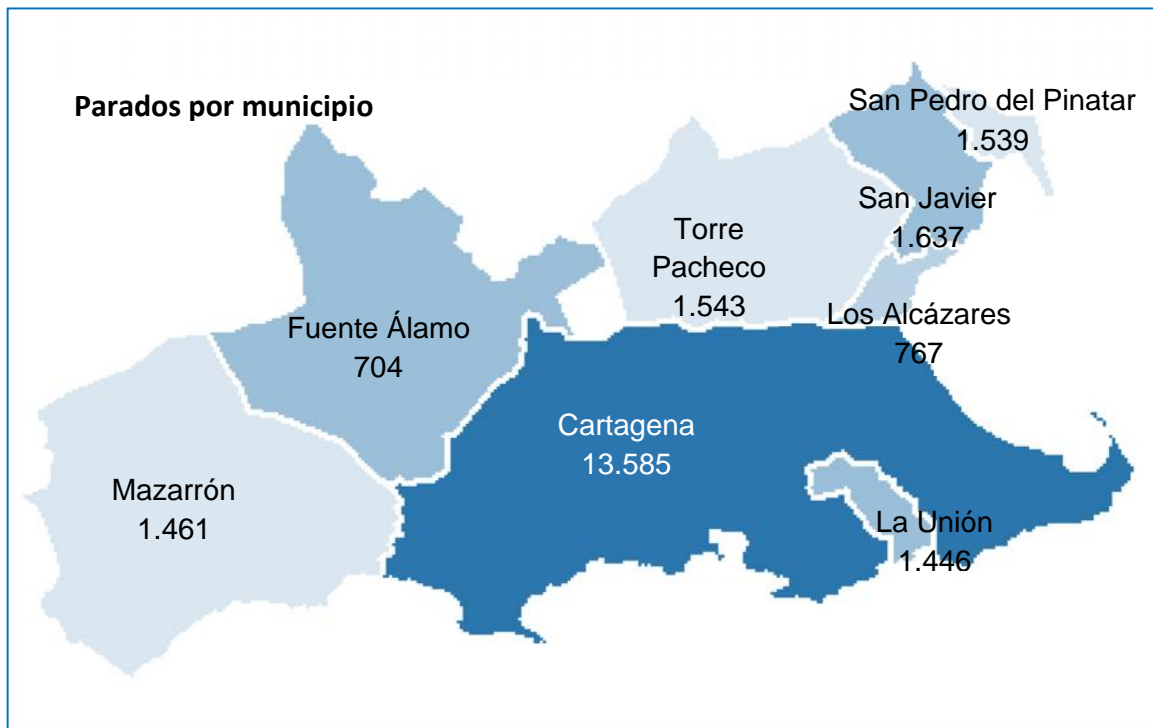 Parados por municipio
San Pedro del Pinatar
1.539
San Javier
1.637
Torre
Pacheco
1.543
Los Alcázares
767
Fuente Álamo
704
Cartagena
13.585
Mazarrón
1.461
La Unión
1.446